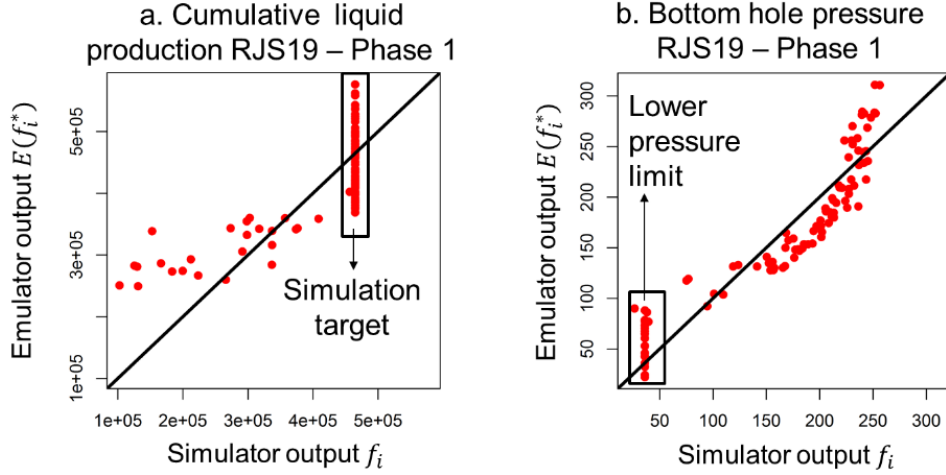 a. Cumulative liquid
production RJS19 – Phase 1
Emulator output E(f_i^*)
5e+05
3e+05
1e+05
Simulation
target
1e+05 2e+05 3e+05 4e+05 5e+05
Simulator output f_i
b. Bottom hole pressure
RJS19 – Phase 1
Emulator output E(f_i^*)
300
250
200
150
100
50
Lower
pressure
limit
50 100 150 200 250 300
Simulator output f_i